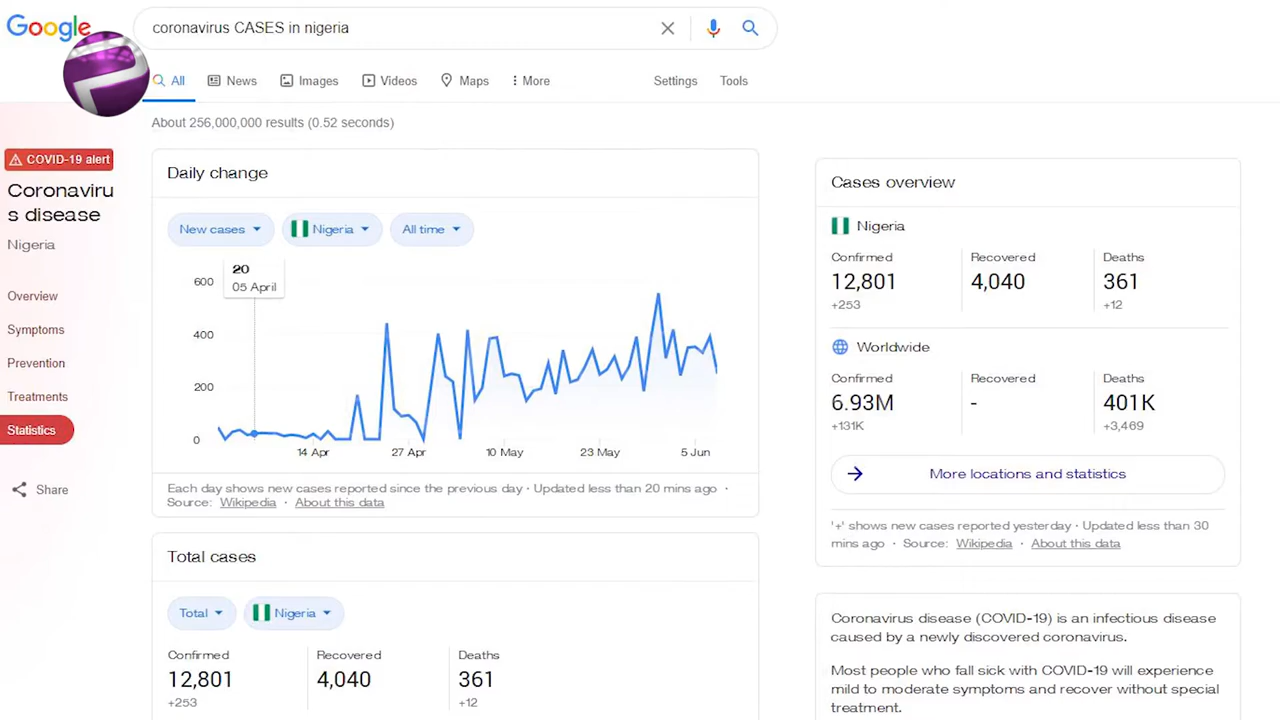 Google
coronavirus CASES in nigeria
All
News
Images
Videos
Maps
More
Settings
Tools
About 256,000,000 results (0.52 seconds)
COVID-19 alert
Coronaviru
s disease
Nigeria
Overview
Symptoms
Prevention
Treatments
Statistics
Share
Daily change
New cases
Nigeria
All time
20
05 April
600
400
200
0
14 Apr
27 Apr
10 May
23 May
5 Jun
Each day shows new cases reported since the previous day · Updated less than 20 mins ago ·
Source: Wikipedia · About this data
Total cases
Total
Nigeria
Confirmed
12,801
+253
Recovered
4,040
Deaths
361
+12
Cases overview
Nigeria
Confirmed
12,801
+253
Recovered
4,040
Deaths
361
+12
Worldwide
Confirmed
6.93M
+131K
Recovered
-
Deaths
401K
+3,469
More locations and statistics
'+' shows new cases reported yesterday · Updated less than 30
mins ago · Source: Wikipedia · About this data
Coronavirus disease (COVID-19) is an infectious disease
caused by a newly discovered coronavirus.
Most people who fall sick with COVID-19 will experience
mild to moderate symptoms and recover without special
treatment.